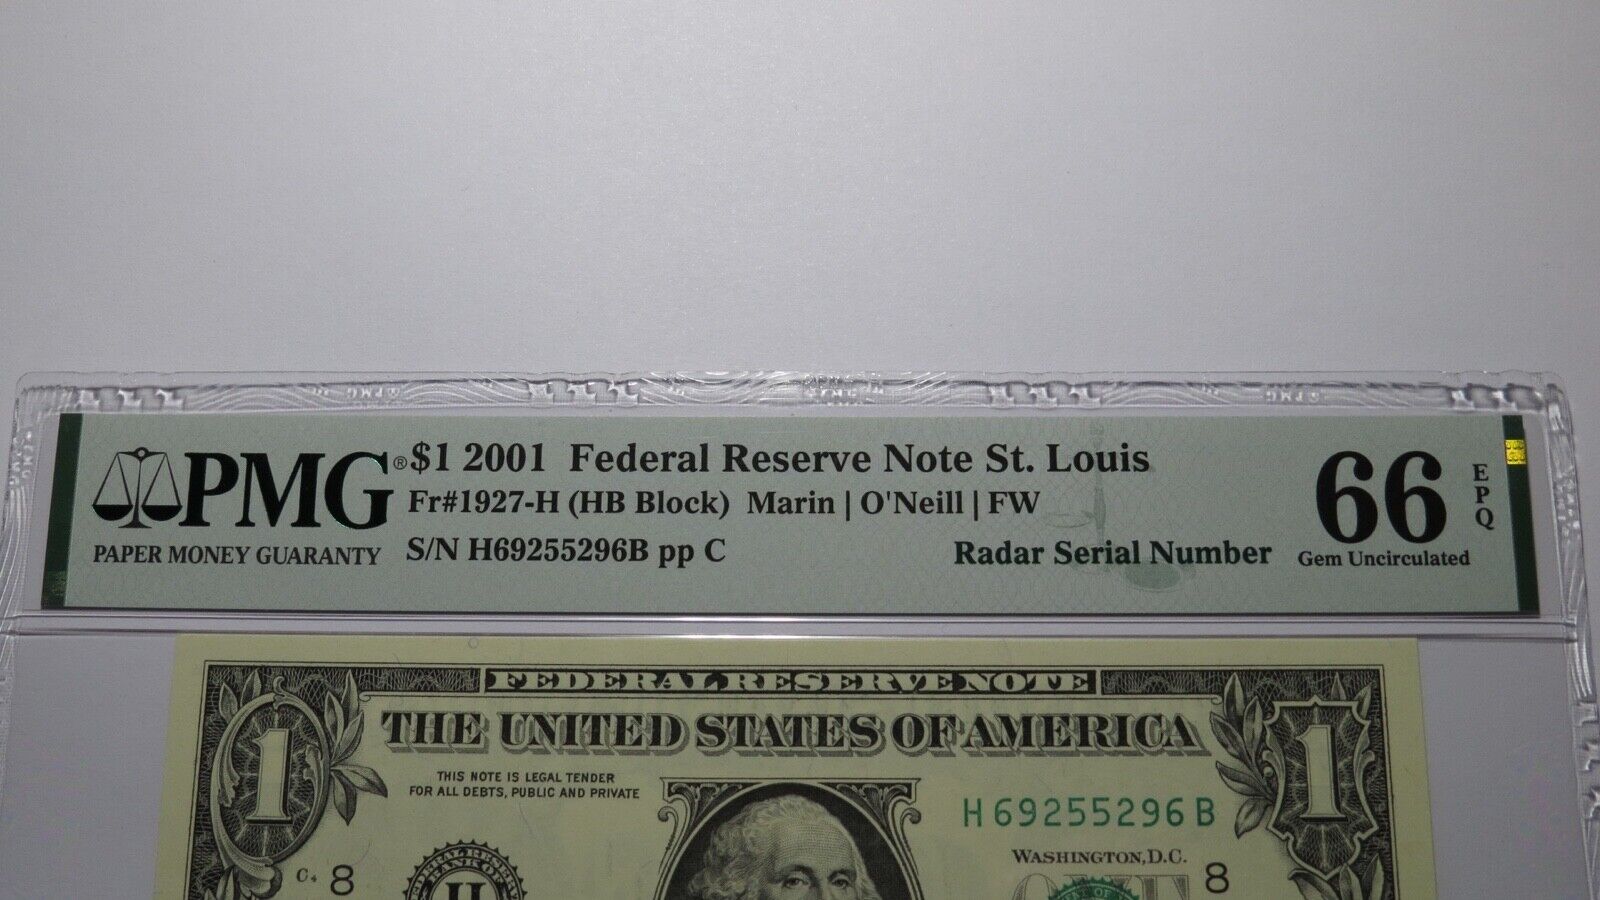 PMG® $1 2001 Federal Reserve Note St. Louis
Fr#1927-H (HB Block) Marin | O'Neill | FW
PAPER MONEY GUARANTY
S/N H69255296B pp C
Radar Serial Number
66 EPQ
Gem Uncirculated
FEDERAL RESERVE NOTE
THE UNITED STATES OF AMERICA
1
1
THIS NOTE IS LEGAL TENDER
FOR ALL DEBTS, PUBLIC AND PRIVATE
H 69255296 B
WASHINGTON, D.C.
C4 8
8
H